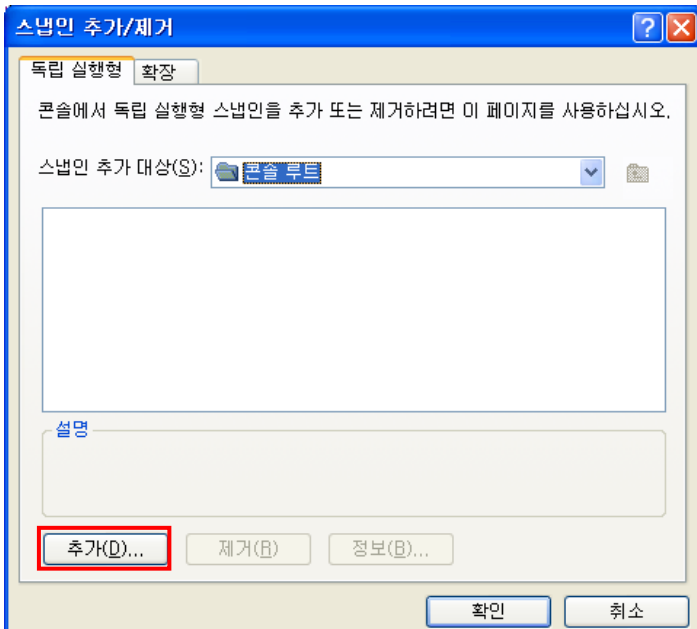 스냅인 추가/제거
독립 실행형 확장
콘솔에서 독립 실행형 스냅인을 추가 또는 제거하려면 이 페이지를 사용하십시오.
스냅인 추가 대상(S): 콘솔 루트
설명
추가(D)... 제거(R) 정보(B)...
확인 취소